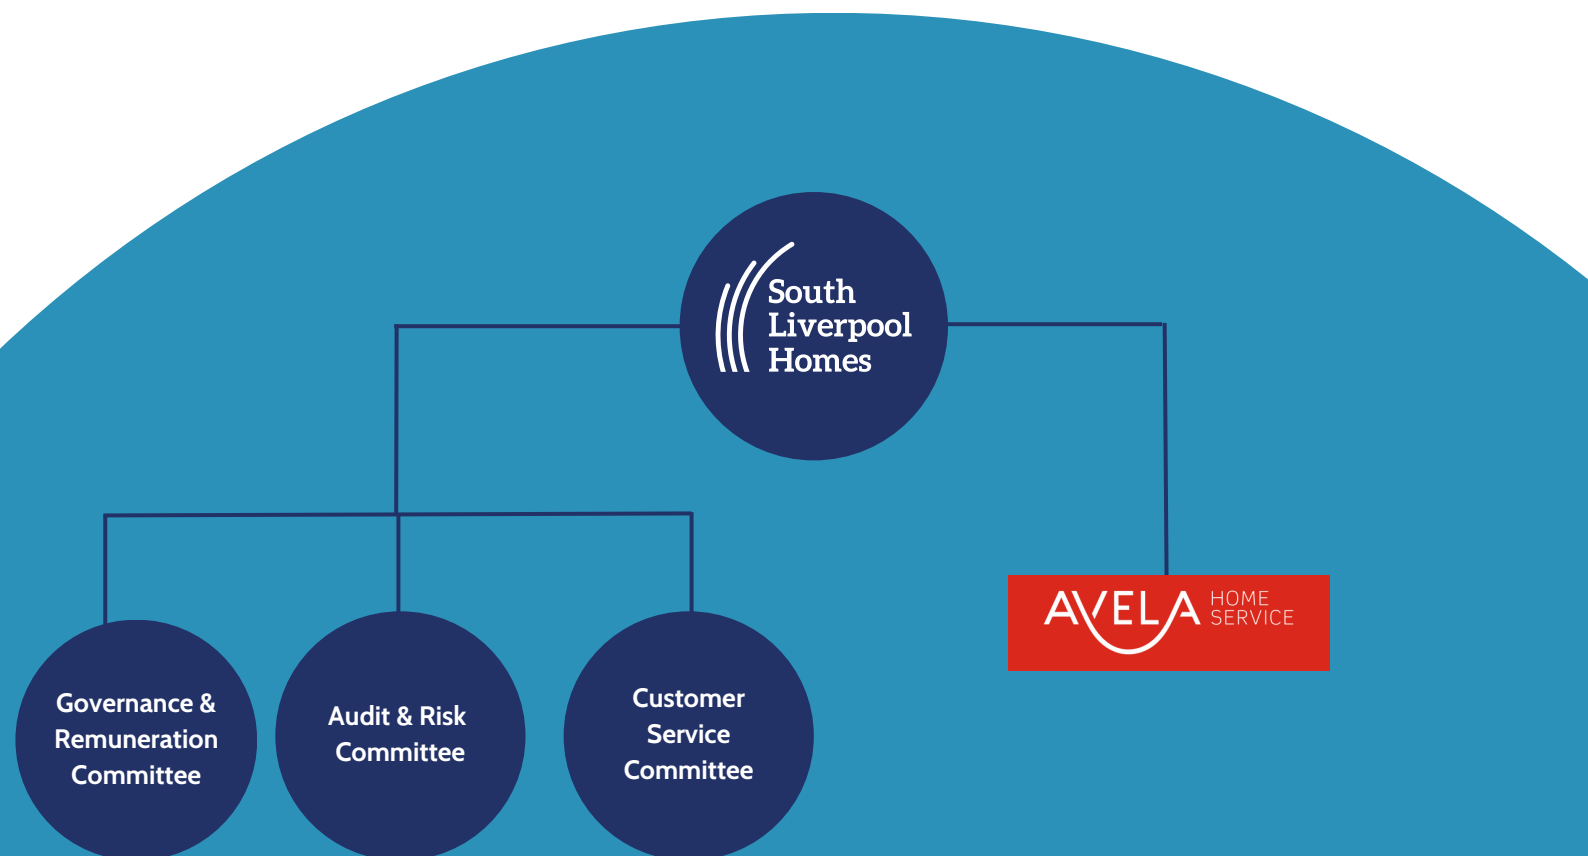 South
Liverpool
Homes
AVELA HOME
SERVICE
Governance &
Remuneration
Committee
Audit & Risk
Committee
Customer
Service
Committee